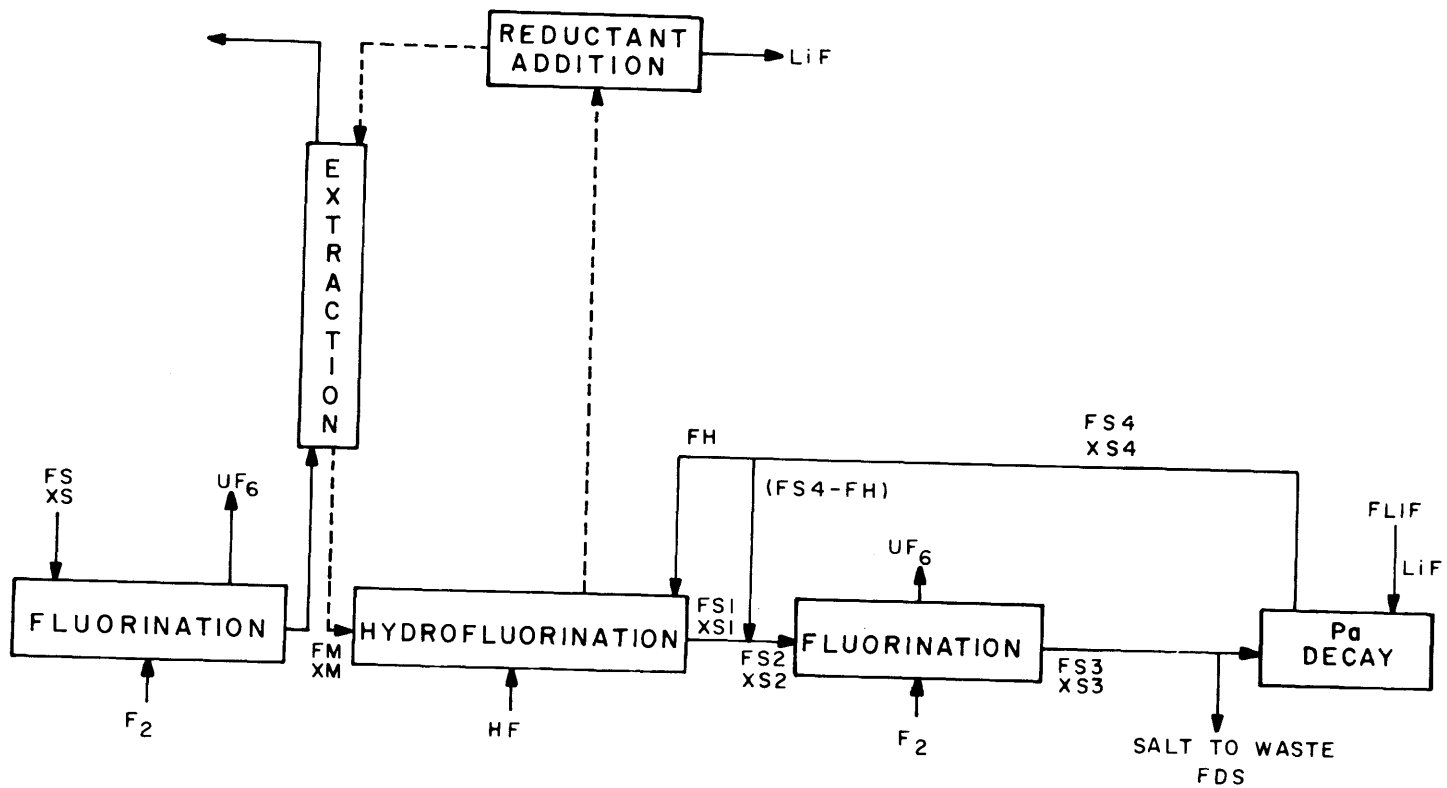 REDUCTANT
ADDITION
LiF
EXTRACTION
FS
XS
UF6
FH
FS4
XS4
(FS4-FH)
FLIF
LiF
UF6
FLUORINATION
FM
XM
HYDROFLUORINATION
FS1
XS1
FS2
XS2
FLUORINATION
FS3
XS3
Pa
DECAY
F2
HF
F2
SALT TO WASTE
FDS